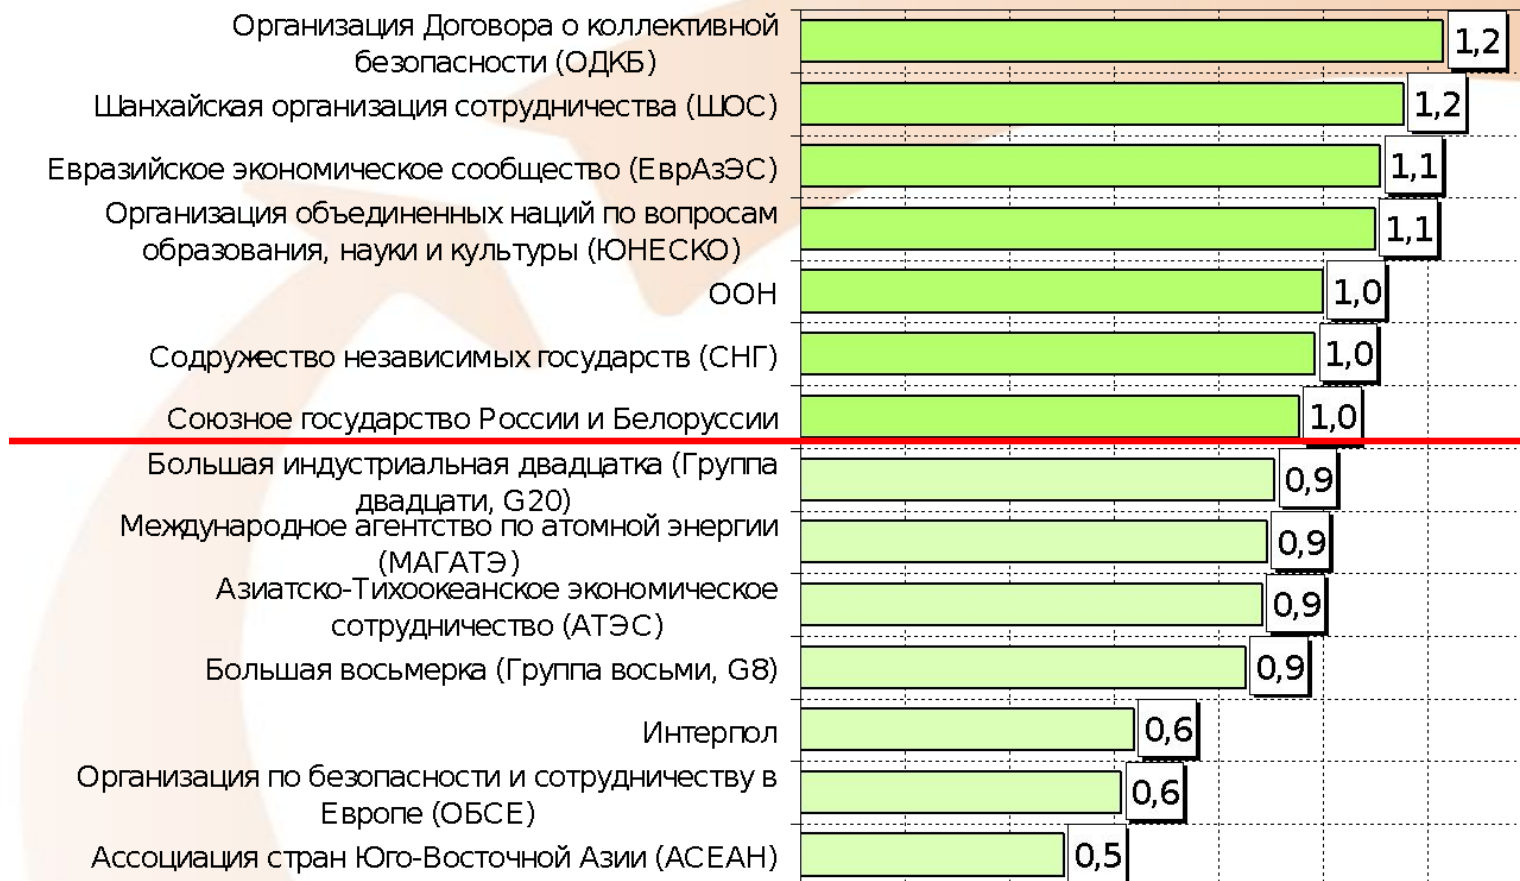 Организация Договора о коллективной
безопасности (ОДКБ)
1,2
Шанхайская организация сотрудничества (ШОС)
1,2
Евразийское экономическое сообщество (ЕврАзЭС)
1,1
Организация объединенных наций по вопросам
образования, науки и культуры (ЮНЕСКО)
1,1
ООН
1,0
Содружество независимых государств (СНГ)
1,0
Союзное государство России и Белоруссии
1,0
Большая индустриальная двадцатка (Группа
двадцати, G20)
0,9
Международное агентство по атомной энергии
(МАГАТЭ)
0,9
Азиатско-Тихоокеанское экономическое
сотрудничество (АТЭС)
0,9
Большая восьмерка (Группа восьми, G8)
0,9
Интерпол
0,6
Организация по безопасности и сотрудничеству в
Европе (ОБСЕ)
0,6
Ассоциация стран Юго-Восточной Азии (АСЕАН)
0,5